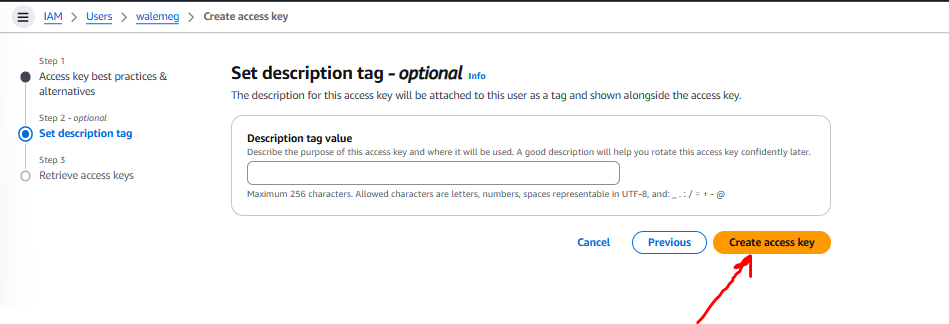 IAM > Users > walemeg > Create access key
Step 1
Access key best practices &
alternatives
Step 2 - optional
Set description tag
Step 3
Retrieve access keys
Set description tag - optional Info
The description for this access key will be attached to this user as a tag and shown alongside the access key.
Description tag value
Describe the purpose of this access key and where it will be used. A good description will help you rotate this access key confidently later.
Maximum 256 characters. Allowed characters are letters, numbers, spaces representable in UTF-8, and: _ . : / = + - @
Cancel Previous Create access key